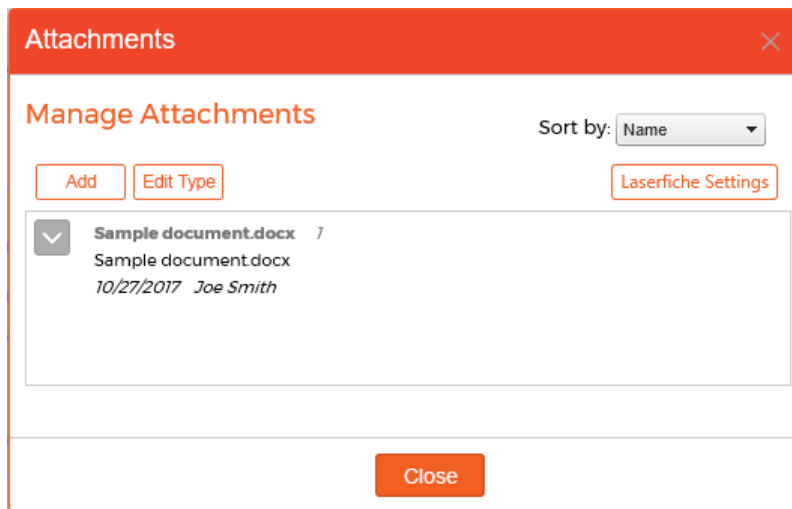 Attachments
Manage Attachments
Sort by: Name
Add Edit Type Laserfiche Settings
Sample document.docx 1
Sample document.docx
10/27/2017 Joe Smith
Close